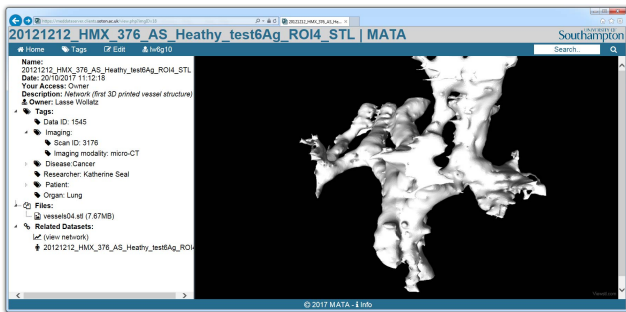 20121212_HMX_376_AS_Heathy_...
20121212_HMX_376_AS_Heathy_test6Ag_ROI4_STL | MATA
UNIVERSITY OF
Southampton
Home Tags Edit lw6g10 Search..
Name:
20121212_HMX_376_AS_Heathy_test6Ag_ROI4_STL
Date: 20/10/2017 11:12:18
Your Access: Owner
Description: Network (first 3D printed vessel structure)
Owner: Lasse Wollatz
Tags:
Data ID: 1545
Imaging:
Scan ID: 3176
Imaging modality: micro-CT
Disease:Cancer
Researcher: Katherine Seal
Patient:
Organ: Lung
Files:
vessels04.stl (7.67MB)
Related Datasets:
(view network)
20121212_HMX_376_AS_Heathy_test6Ag_ROI4
© 2017 MATA - i Info